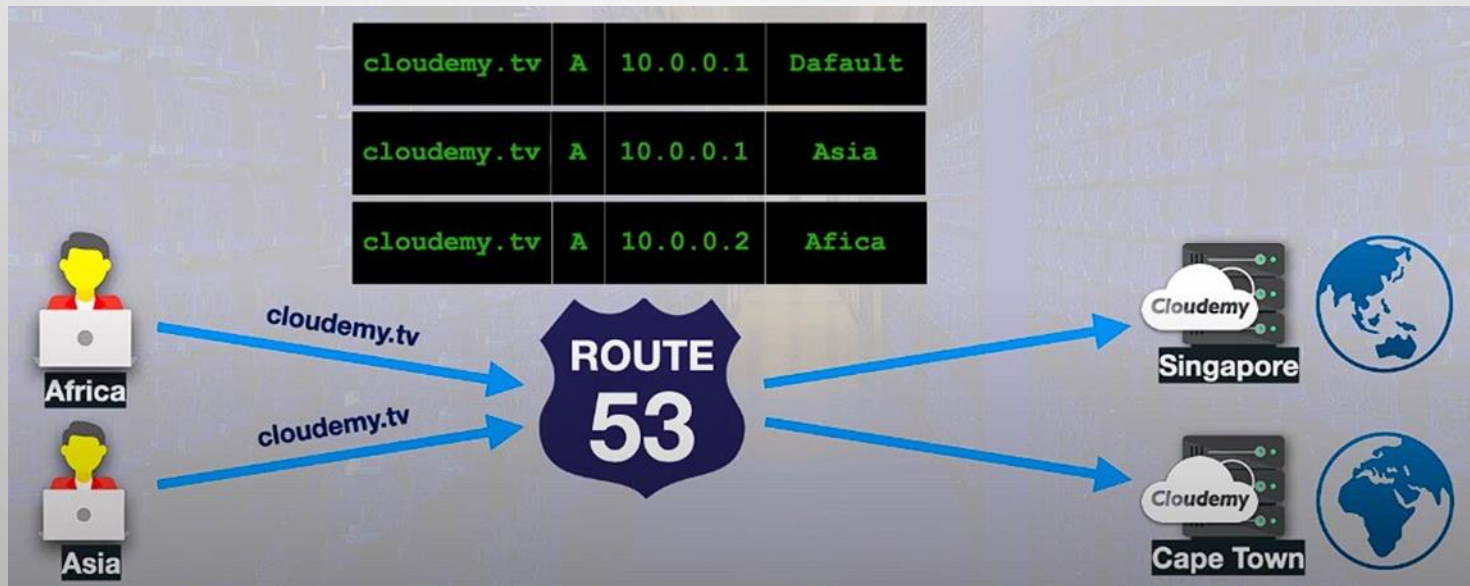 cloudemy.tv A 10.0.0.1 Dafault
cloudemy.tv A 10.0.0.1 Asia
cloudemy.tv A 10.0.0.2 Afica
cloudemy.tv
Africa
cloudemy.tv
Asia
ROUTE
53
Cloudemy
Singapore
Cloudemy
Cape Town